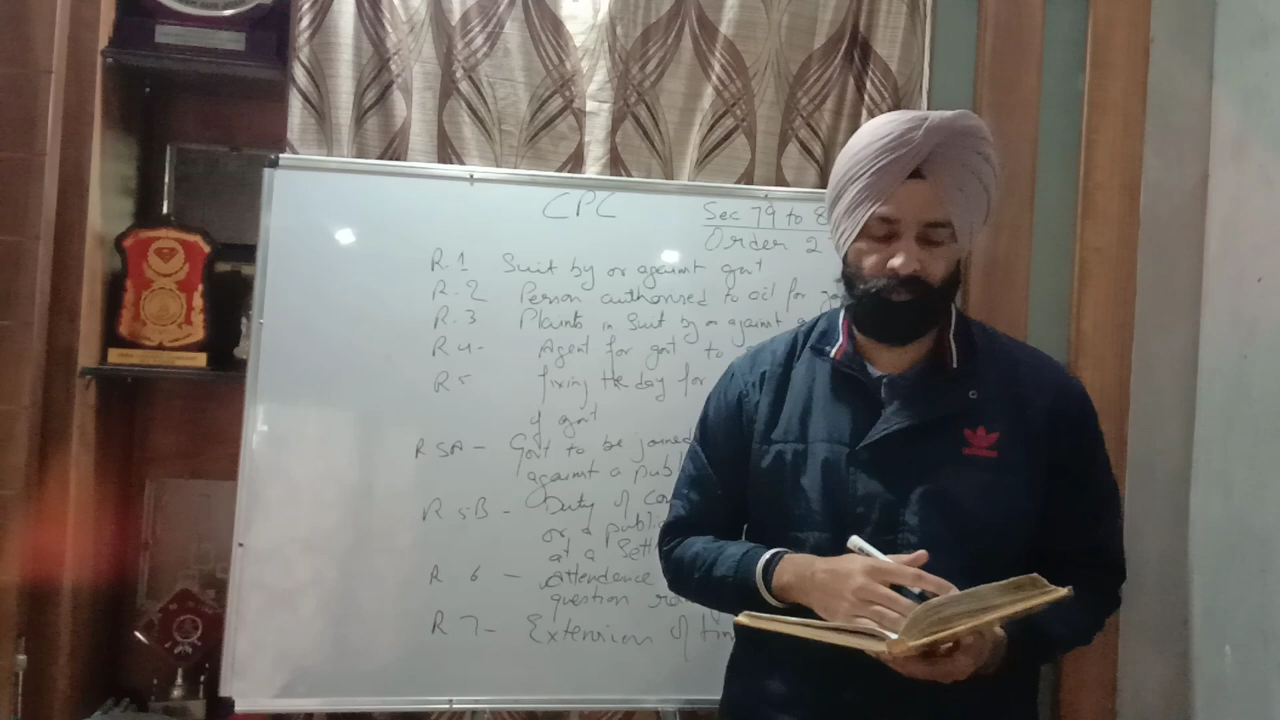 CPC
Sec 79 to 8
Order 2
R.1 Suit by or against govt
R.2 Person authorised to act for
R.3 Plaints in Suit by or against
R 4- Agent for govt to
R 5 fixing the day for
of govt
R 5A - Govt to be joined
against a publ
R 5B - Duty of
or a public
at a Sett
R 6 - attendence
question
R 7- Extension of tim